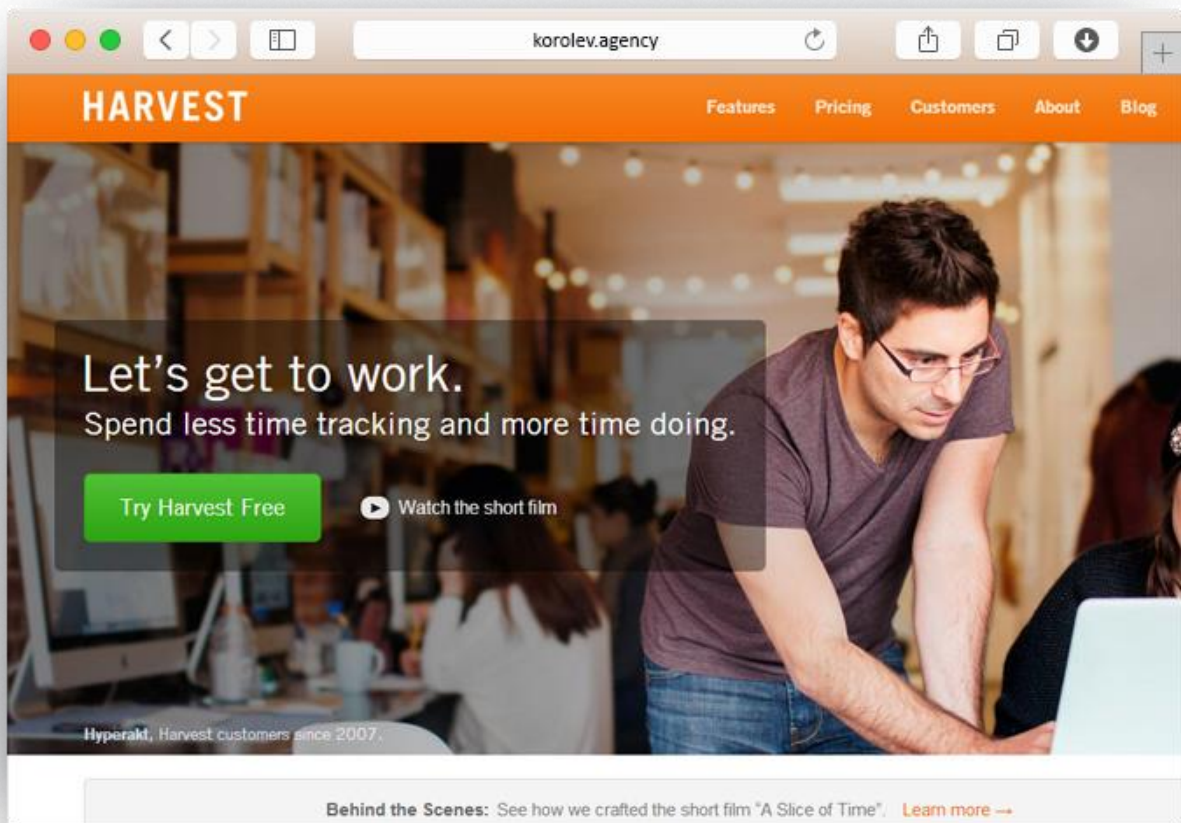 korolev.agency
HARVEST
Features Pricing Customers About Blog
Let's get to work.
Spend less time tracking and more time doing.
Try Harvest Free Watch the short film
Hyperakt, Harvest customers since 2007.
Behind the Scenes: See how we crafted the short film "A Slice of Time". Learn more →